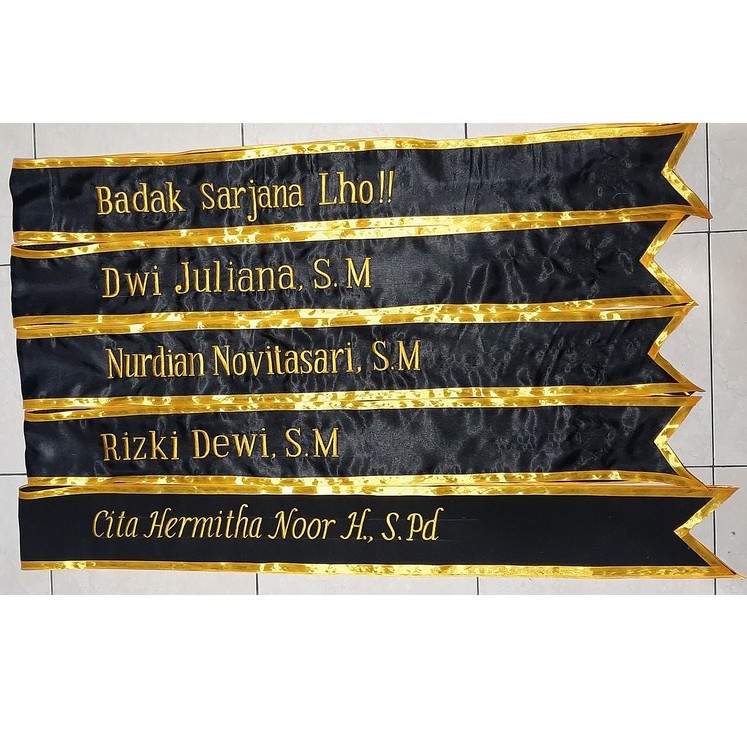 Badak Sarjana Lho!!
Dwi Juliana, S.M
Nurdian Novitasari, S.M
Rizki Dewi, S.M
Cita Hermitha Noor H., S.Pd